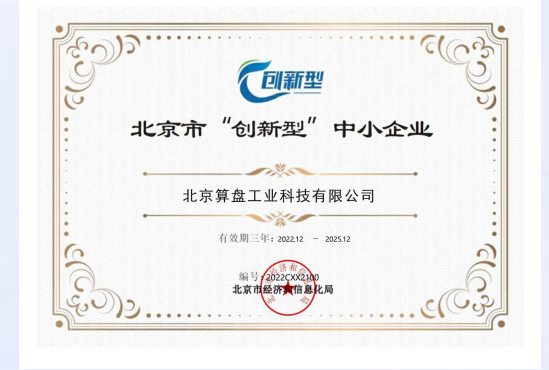 创新型
北京市“创新型”中小企业
北京算盘工业科技有限公司
有效期三年：2022.12 － 2025.12
编号：2022CXX2100
北京市经济和信息化局